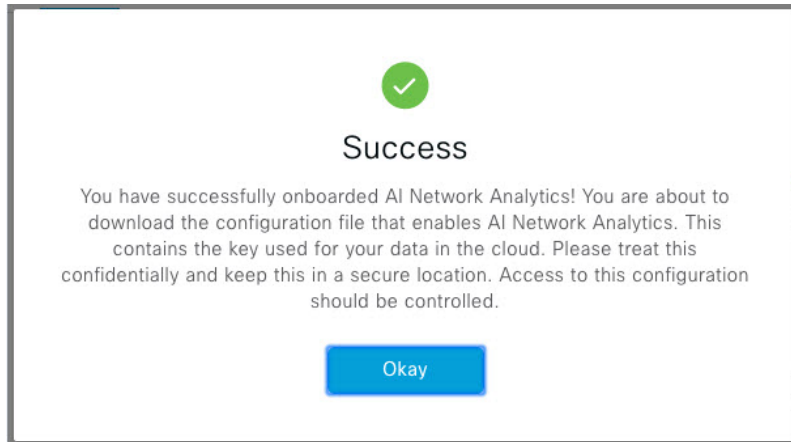 Success
You have successfully onboarded AI Network Analytics! You are about to
download the configuration file that enables AI Network Analytics. This
contains the key used for your data in the cloud. Please treat this
confidentially and keep this in a secure location. Access to this configuration
should be controlled.
Okay